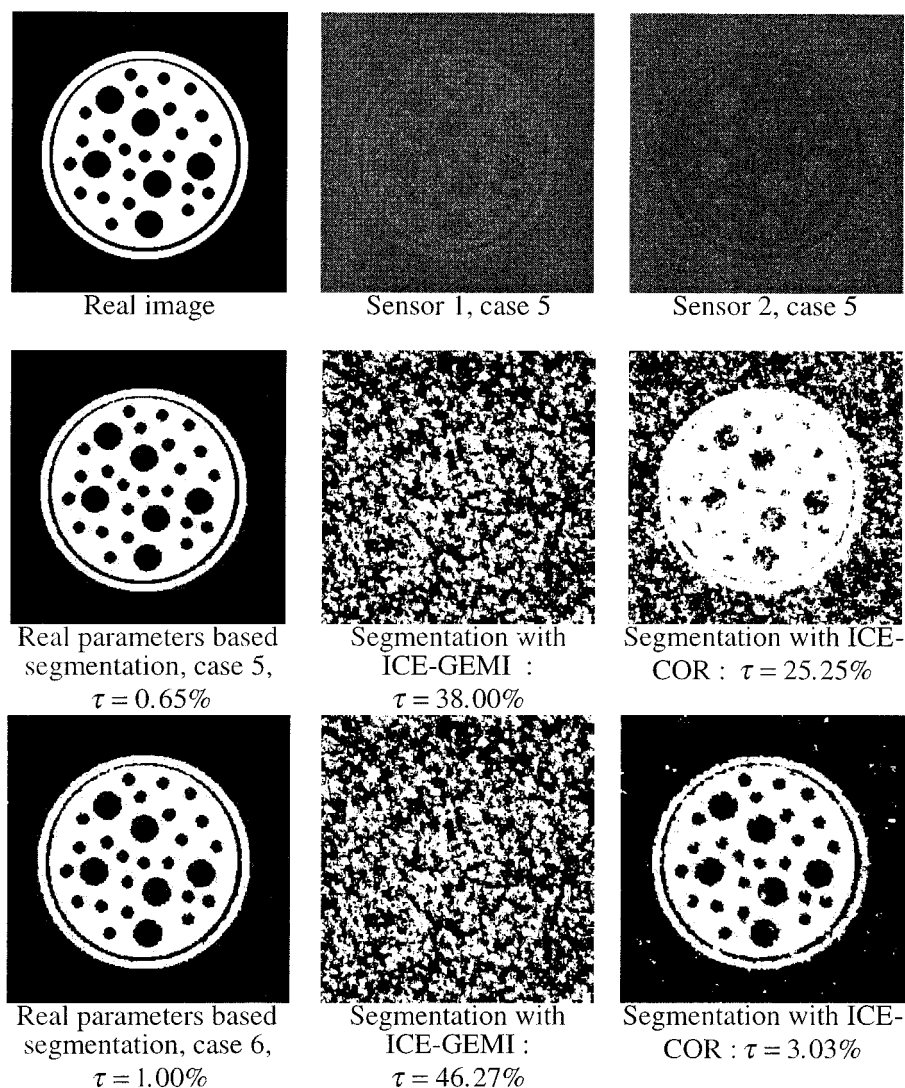 Real image
Sensor 1, case 5
Sensor 2, case 5
Real parameters based
segmentation, case 5,
τ = 0.65%
Segmentation with
ICE-GEMI :
τ = 38.00%
Segmentation with ICE-
COR : τ = 25.25%
Real parameters based
segmentation, case 6,
τ = 1.00%
Segmentation with
ICE-GEMI :
τ = 46.27%
Segmentation with ICE-
COR : τ = 3.03%